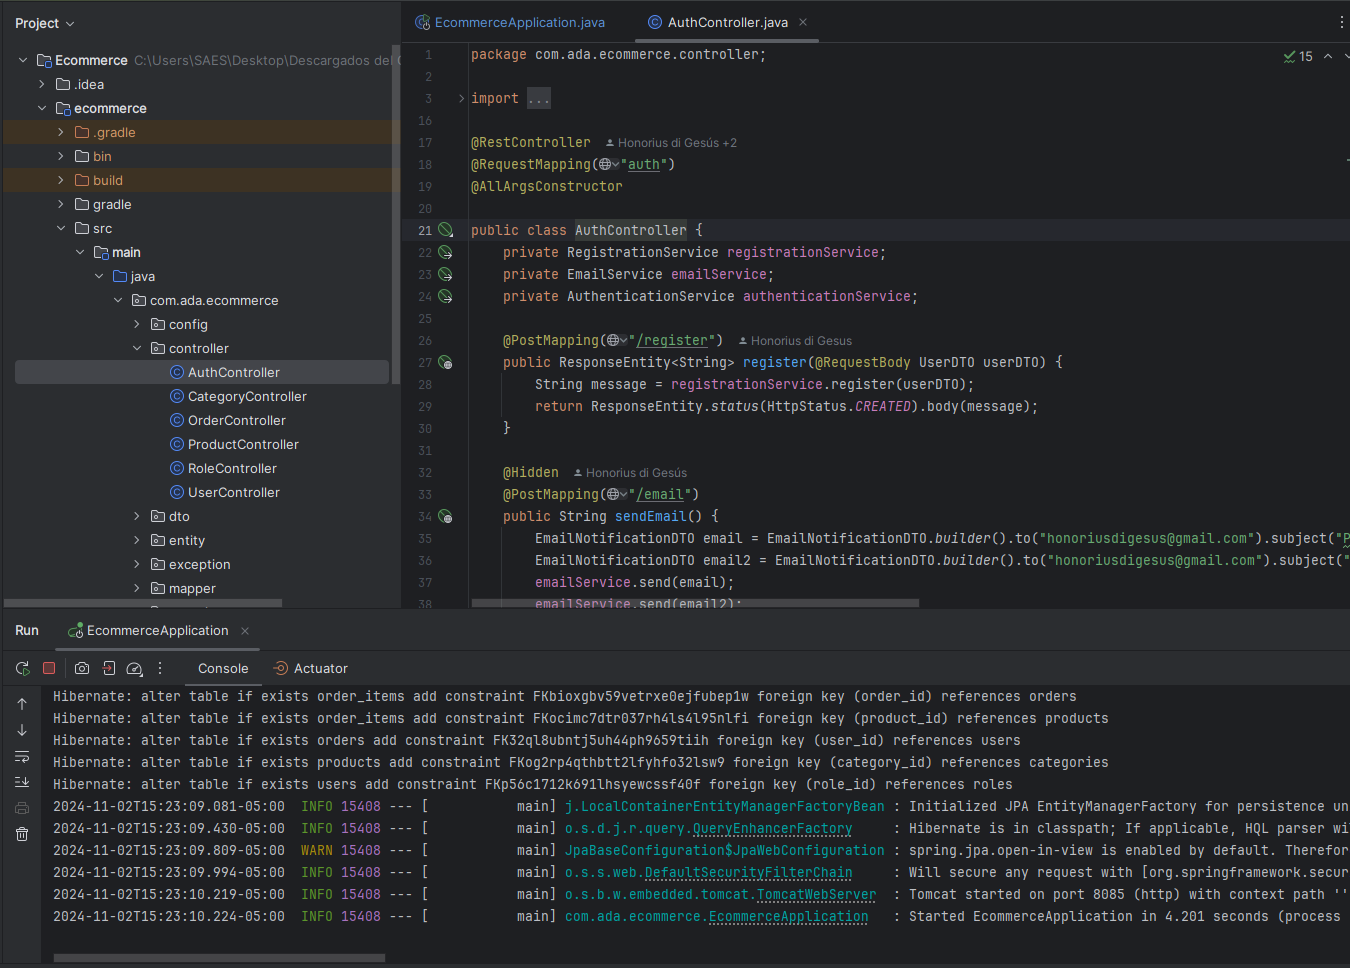 Project
Ecommerce C:\Users\SAES\Desktop\Descargados del
.idea
ecommerce
.gradle
bin
build
gradle
src
main
java
com.ada.ecommerce
config
controller
AuthController
CategoryController
OrderController
ProductController
RoleController
UserController
dto
entity
exception
mapper
EcommerceApplication.java
AuthController.java
15
1 package com.ada.ecommerce.controller;
2
3 import ...
16
17 @RestController Honorius di Gesús +2
18 @RequestMapping("auth")
19 @AllArgsConstructor
20
21 public class AuthController {
22 private RegistrationService registrationService;
23 private EmailService emailService;
24 private AuthenticationService authenticationService;
25
26 @PostMapping("/register") Honorius di Gesus
27 public ResponseEntity<String> register(@RequestBody UserDTO userDTO) {
28 String message = registrationService.register(userDTO);
29 return ResponseEntity.status(HttpStatus.CREATED).body(message);
30 }
31
32 @Hidden Honorius di Gesús
33 @PostMapping("/email")
34 public String sendEmail() {
35 EmailNotificationDTO email = EmailNotificationDTO.builder().to("honoriusdigesus@gmail.com").subject("P
36 EmailNotificationDTO email2 = EmailNotificationDTO.builder().to("honoriusdigesus@gmail.com").subject("
37 emailService.send(email);
38 emailService.send(email2);
Run EcommerceApplication
Console Actuator
Hibernate: alter table if exists order_items add constraint FKbioxgbv59vetrxe0ejfubep1w foreign key (order_id) references orders
Hibernate: alter table if exists order_items add constraint FKocimc7dtr037rh4ls4l95nlfi foreign key (product_id) references products
Hibernate: alter table if exists orders add constraint FK32ql8ubntj5uh44ph9659tiih foreign key (user_id) references users
Hibernate: alter table if exists products add constraint FKog2rp4qthbtt2lfyhfo32lsw9 foreign key (category_id) references categories
Hibernate: alter table if exists users add constraint FKp56c1712k691lhsyewcssf40f foreign key (role_id) references roles
2024-11-02T15:23:09.081-05:00 INFO 15408 --- [ main] j.LocalContainerEntityManagerFactoryBean : Initialized JPA EntityManagerFactory for persistence un
2024-11-02T15:23:09.430-05:00 INFO 15408 --- [ main] o.s.d.j.r.query.QueryEnhancerFactory : Hibernate is in classpath; If applicable, HQL parser wi
2024-11-02T15:23:09.809-05:00 WARN 15408 --- [ main] JpaBaseConfiguration$JpaWebConfiguration : spring.jpa.open-in-view is enabled by default. Therefor
2024-11-02T15:23:09.994-05:00 INFO 15408 --- [ main] o.s.s.web.DefaultSecurityFilterChain : Will secure any request with [org.springframework.secur
2024-11-02T15:23:10.219-05:00 INFO 15408 --- [ main] o.s.b.w.embedded.tomcat.TomcatWebServer : Tomcat started on port 8085 (http) with context path ''
2024-11-02T15:23:10.224-05:00 INFO 15408 --- [ main] com.ada.ecommerce.EcommerceApplication : Started EcommerceApplication in 4.201 seconds (process